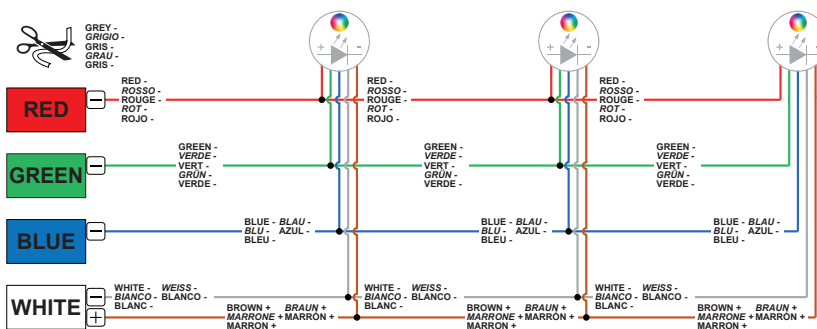 GREY -
GRIGIO -
GRIS -
GRAU -
GRIS -
+ -
+ -
+ -
RED
−
RED -
ROSSO -
ROUGE -
ROT -
ROJO -
RED -
ROSSO -
ROUGE -
ROT -
ROJO -
RED -
ROSSO -
ROUGE -
ROT -
ROJO -
GREEN
−
GREEN -
VERDE -
VERT -
GRÜN -
VERDE -
GREEN -
VERDE -
VERT -
GRÜN -
VERDE -
GREEN -
VERDE -
VERT -
GRÜN -
VERDE -
BLUE
−
BLUE - BLAU -
BLU - AZUL -
BLEU -
BLUE - BLAU -
BLU - AZUL -
BLEU -
BLUE - BLAU -
BLU - AZUL -
BLEU -
WHITE
−
+
WHITE - WEISS -
BIANCO - BLANCO -
BLANC -
WHITE - WEISS -
BIANCO - BLANCO -
BLANC -
WHITE - WEISS -
BIANCO - BLANCO -
BLANC -
BROWN + BRAUN +
MARRONE + MARRÓN +
MARRON +
BROWN + BRAUN +
MARRONE + MARRÓN +
MARRON +
BROWN + BRAUN +
MARRONE + MARRÓN +
MARRON +